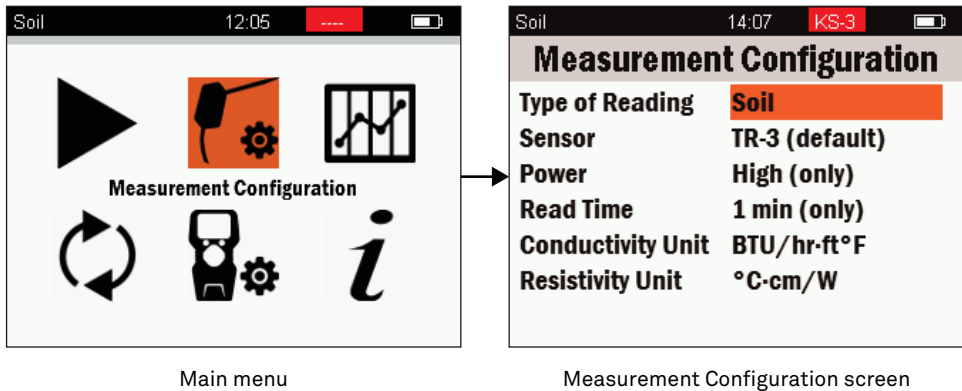 Soil 12:05 ----
Measurement Configuration
Main menu
Soil 14:07 KS-3
Measurement Configuration
Type of Reading Soil
Sensor TR-3 (default)
Power High (only)
Read Time 1 min (only)
Conductivity Unit BTU/hr·ft°F
Resistivity Unit °C·cm/W
Measurement Configuration screen